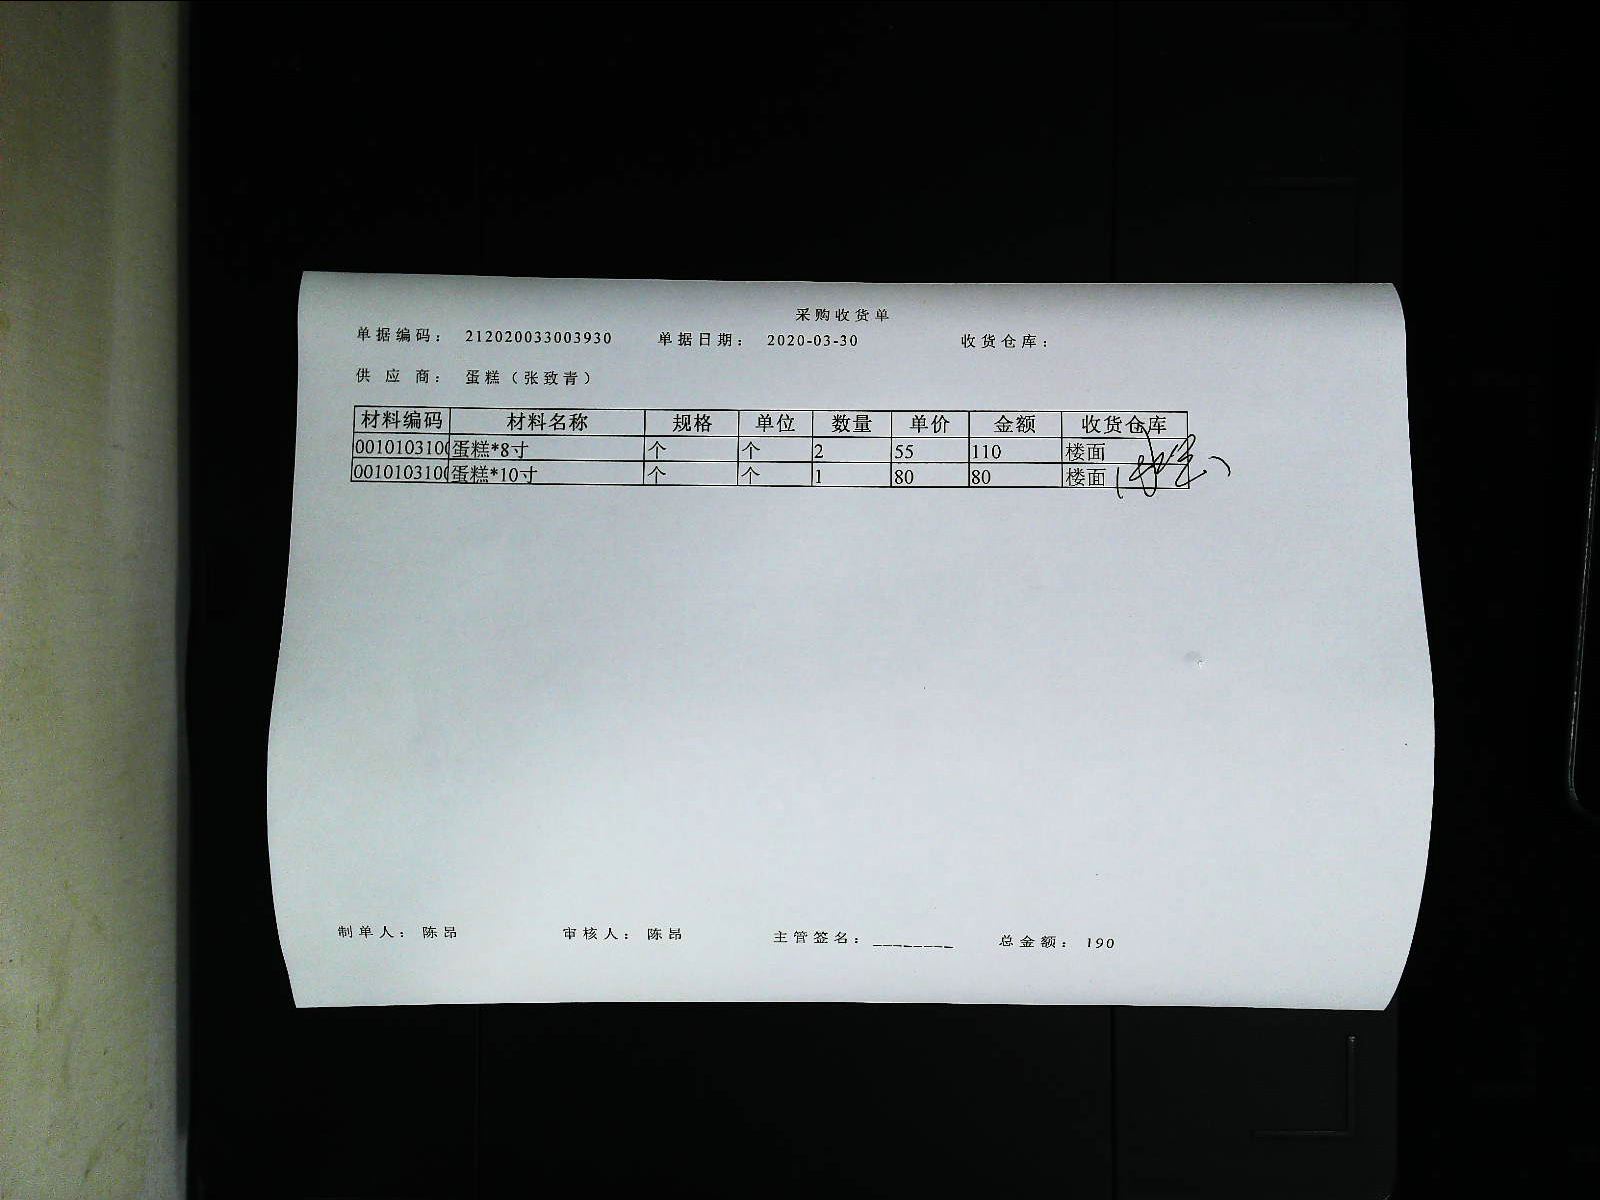 采购收货单
单据编码： 212020033003930 单据日期： 2020-03-30 收货仓库：
供应商： 蛋糕（张致青）
材料编码 材料名称 规格 单位 数量 单价 金额 收货仓库
0010103100 蛋糕*8寸 个 个 2 55 110 楼面
0010103100 蛋糕*10寸 个 个 1 80 80 楼面
制单人： 陈昂 审核人： 陈昂 主管签名：________ 总金额： 190